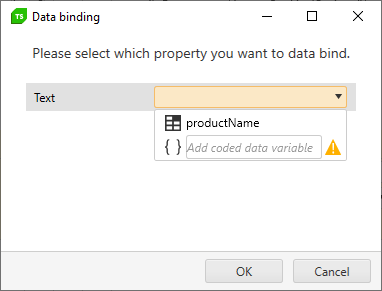 TS Data binding
Please select which property you want to data bind.
Text
productName
{ } Add coded data variable
OK Cancel